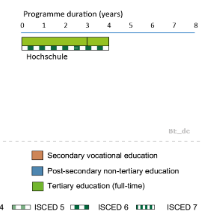 Programme duration (years)
0 1 2 3 4 5 6 7 8
Hochschule
Secondary vocational education
Post-secondary non-tertiary education
Tertiary education (full-time)
4 ISCED 5 ISCED 6 ISCED 7